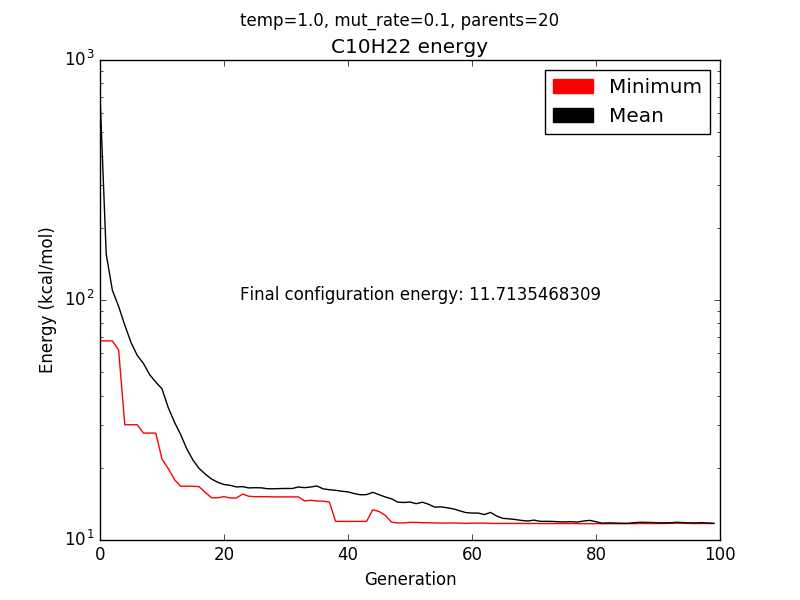 temp=1.0, mut_rate=0.1, parents=20
C10H22 energy
10³
Minimum
Mean
10²
Final configuration energy: 11.7135468309
Energy (kcal/mol)
10¹
0 20 40 60 80 100
Generation